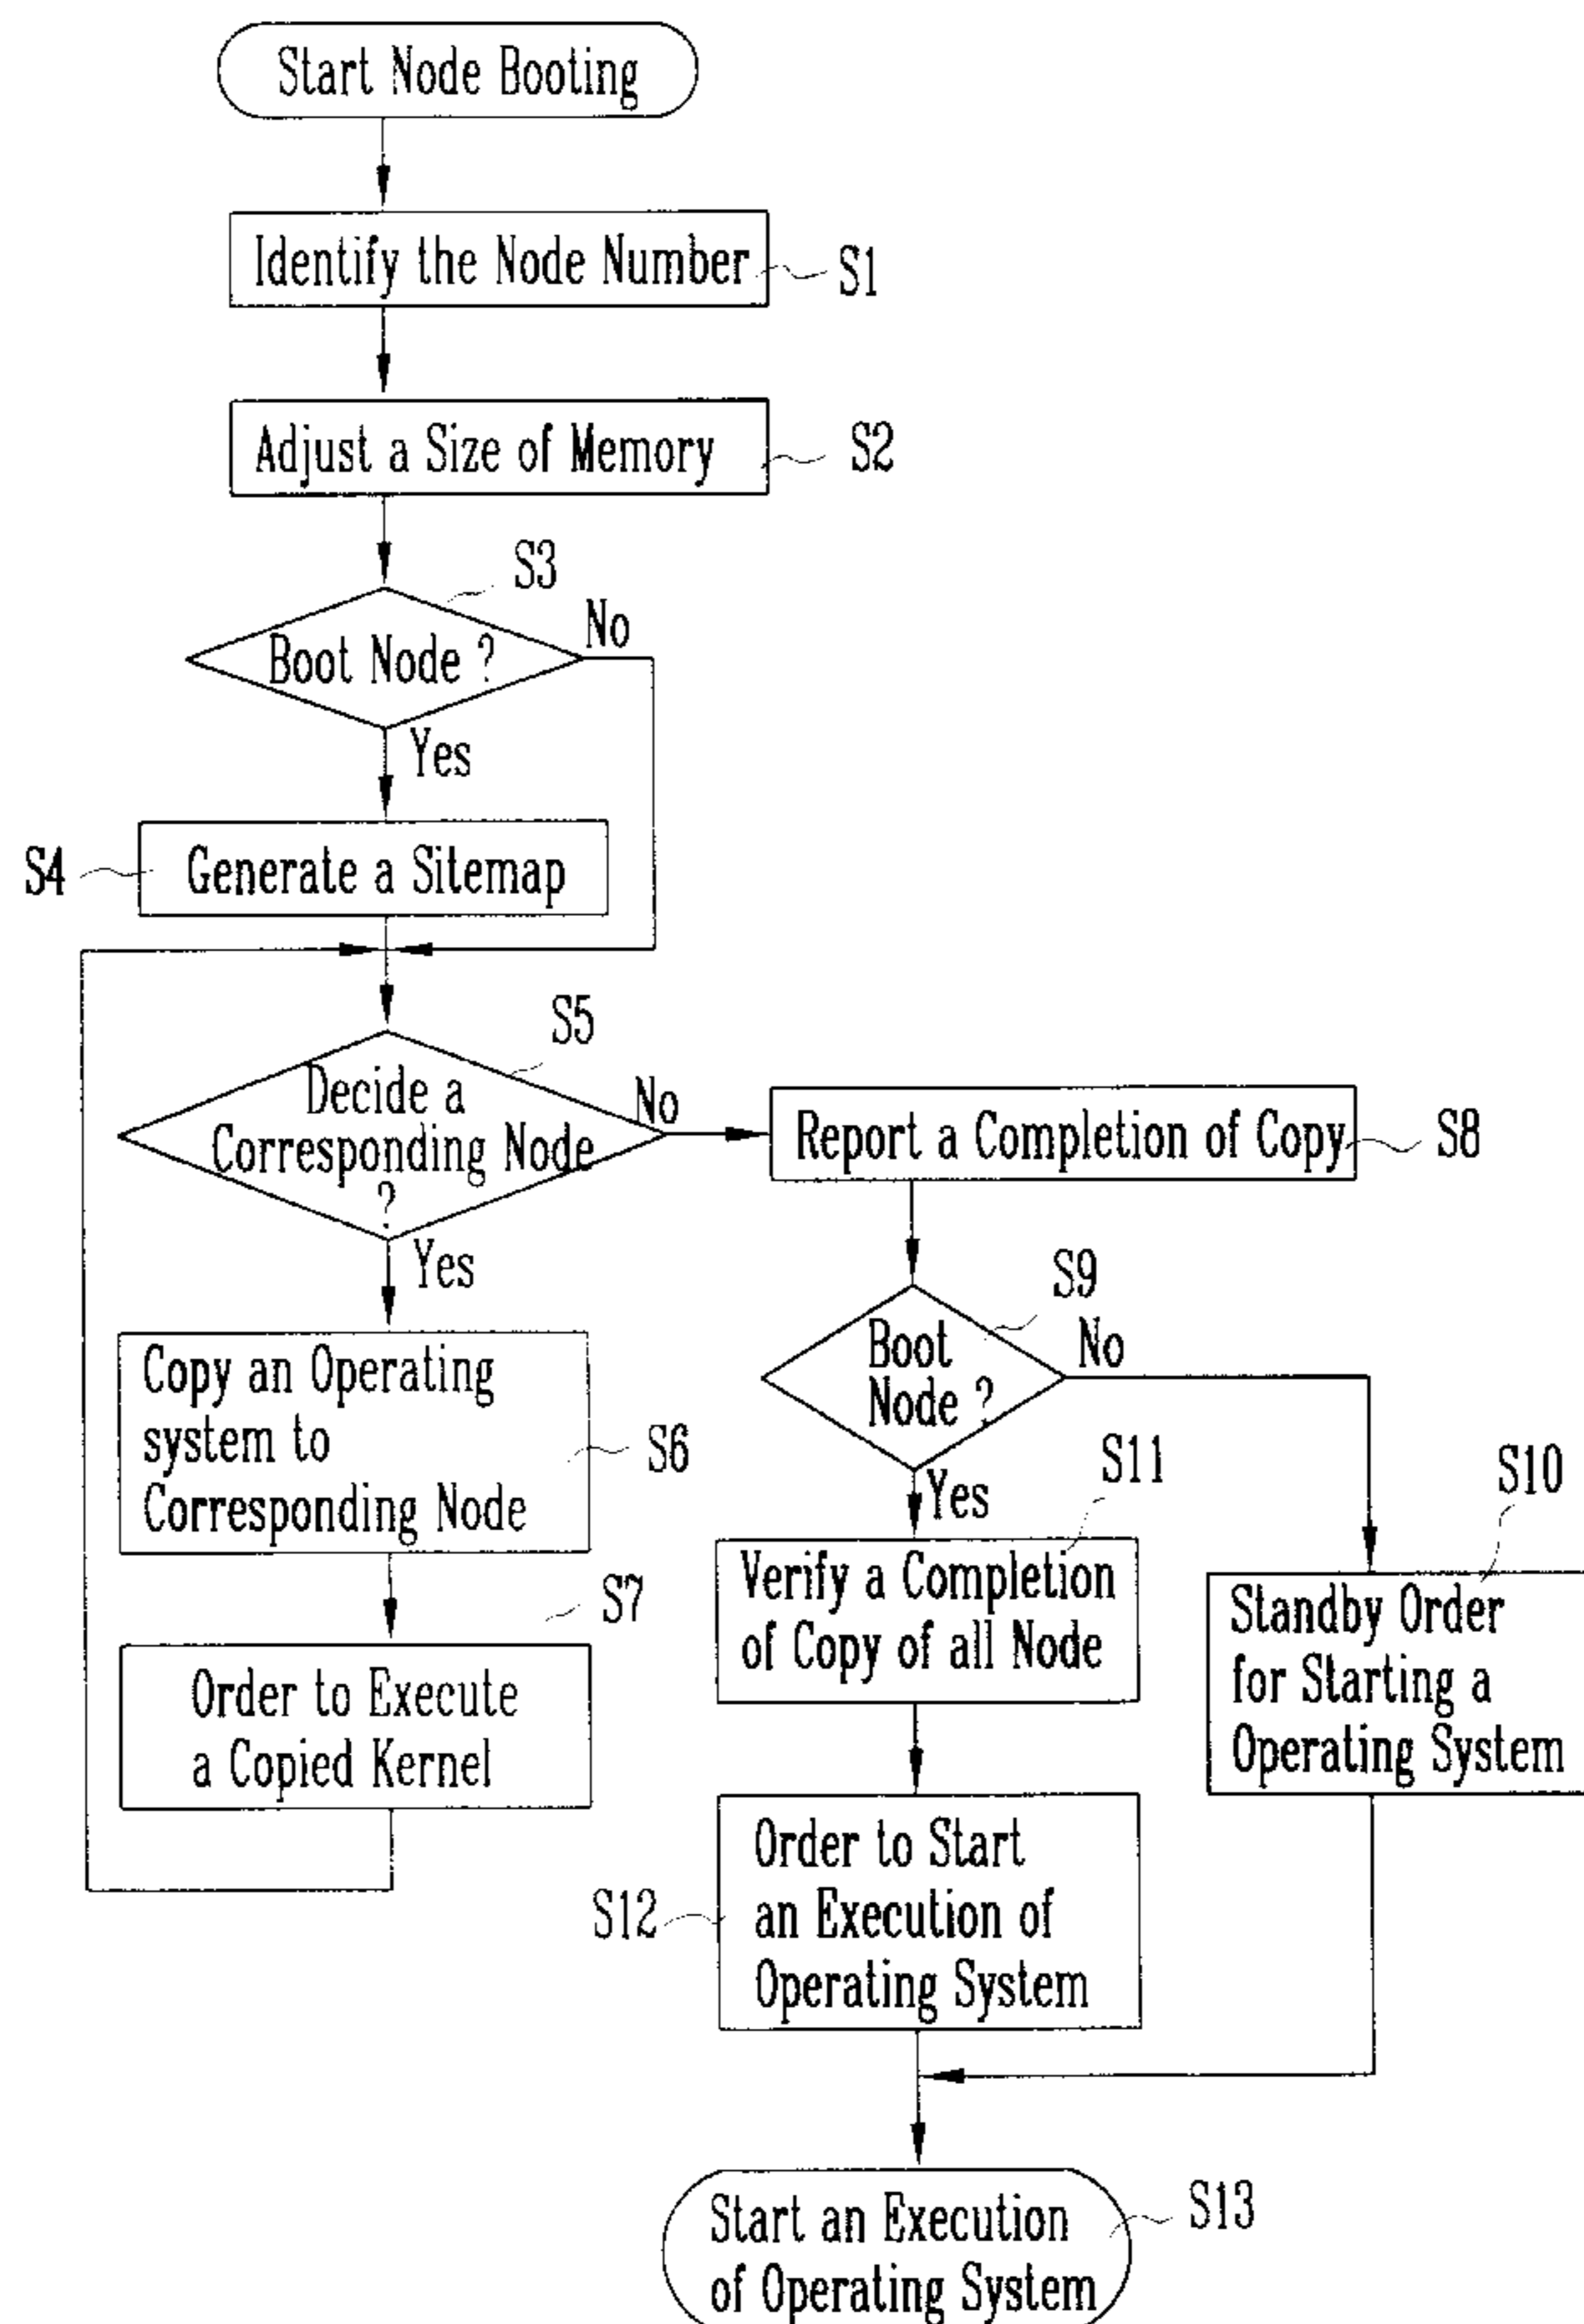 Start Node Booting
Identify the Node Number
S1
Adjust a Size of Memory
S2
S3
Boot Node ?
No
Yes
S4
Generate a Sitemap
S5
Decide a
Corresponding Node
?
No
Yes
Report a Completion of Copy
S8
S9
Boot
Node ?
No
Yes
Copy an Operating
system to
Corresponding Node
S6
S11
Verify a Completion
of Copy of all Node
S10
Standby Order
for Starting a
Operating System
S7
Order to Execute
a Copied Kernel
S12
Order to Start
an Execution of
Operating System
Start an Execution
of Operating System
S13